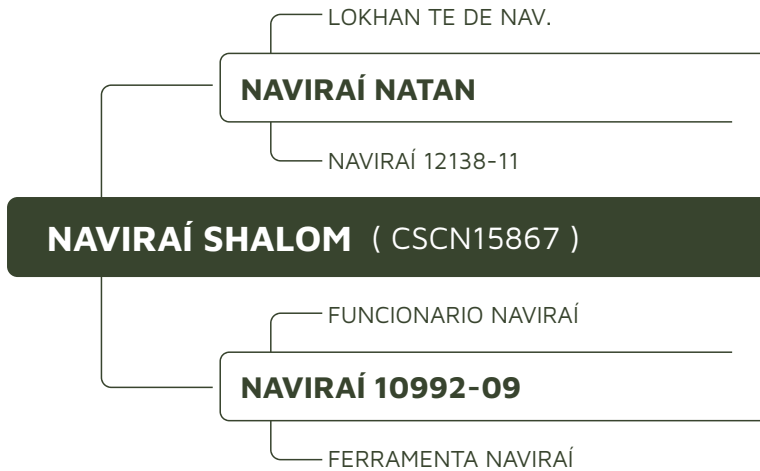 LOKHAN TE DE NAV.
NAVIRAÍ NATAN
NAVIRAÍ 12138-11
NAVIRAÍ SHALOM ( CSCN15867 )
FUNCIONARIO NAVIRAÍ
NAVIRAÍ 10992-09
FERRAMENTA NAVIRAÍ